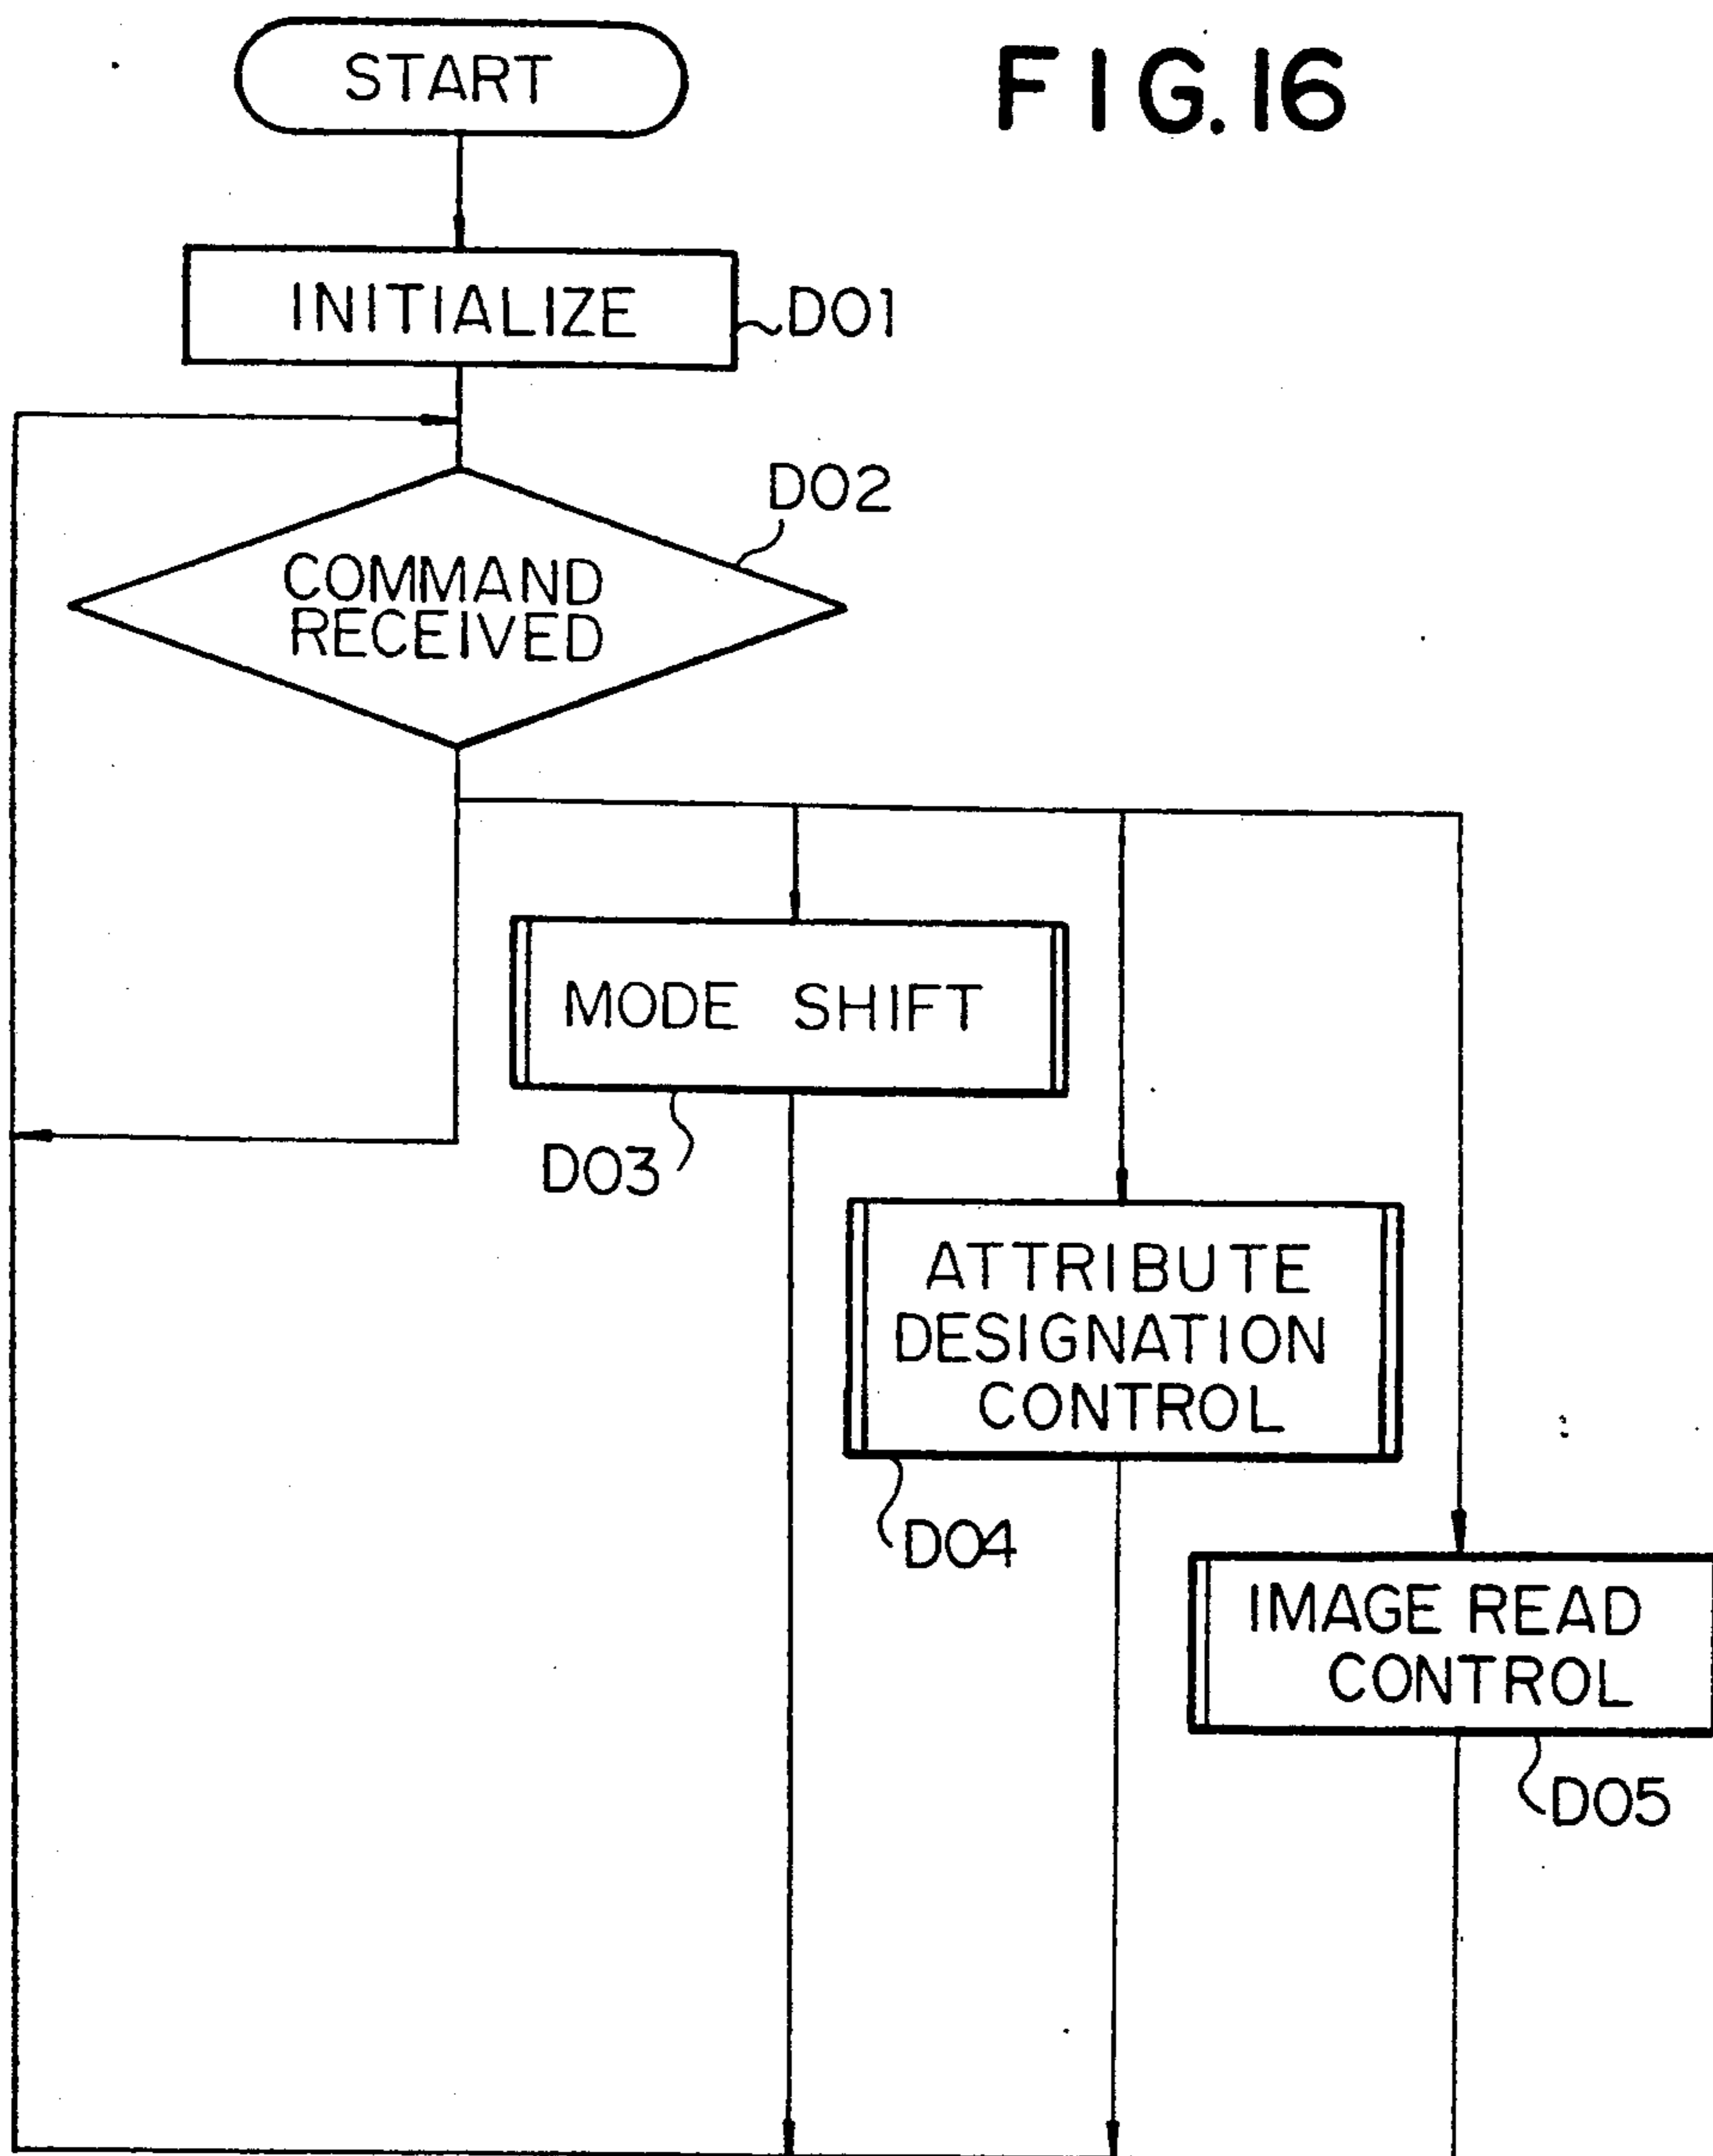 FIG.16
START
INITIALIZE
D01
D02
COMMAND
RECEIVED
MODE SHIFT
D03
ATTRIBUTE
DESIGNATION
CONTROL
D04
IMAGE READ
CONTROL
D05